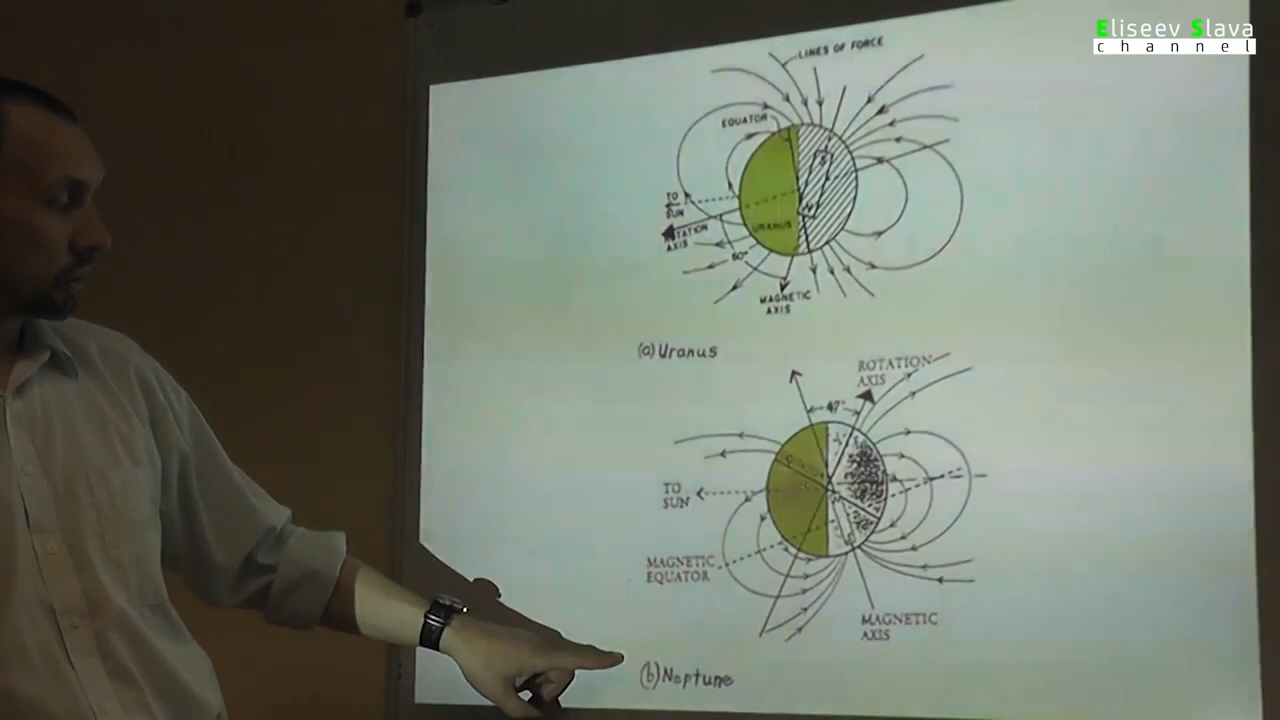 Eliseev Slava
channel
LINES OF FORCE
EQUATOR
TO
SUN
ROTATION
AXIS
URANUS
60°
MAGNETIC
AXIS
(a) Uranus
ROTATION
AXIS
47°
TO
SUN
MAGNETIC
EQUATOR
MAGNETIC
AXIS
(b) Neptune